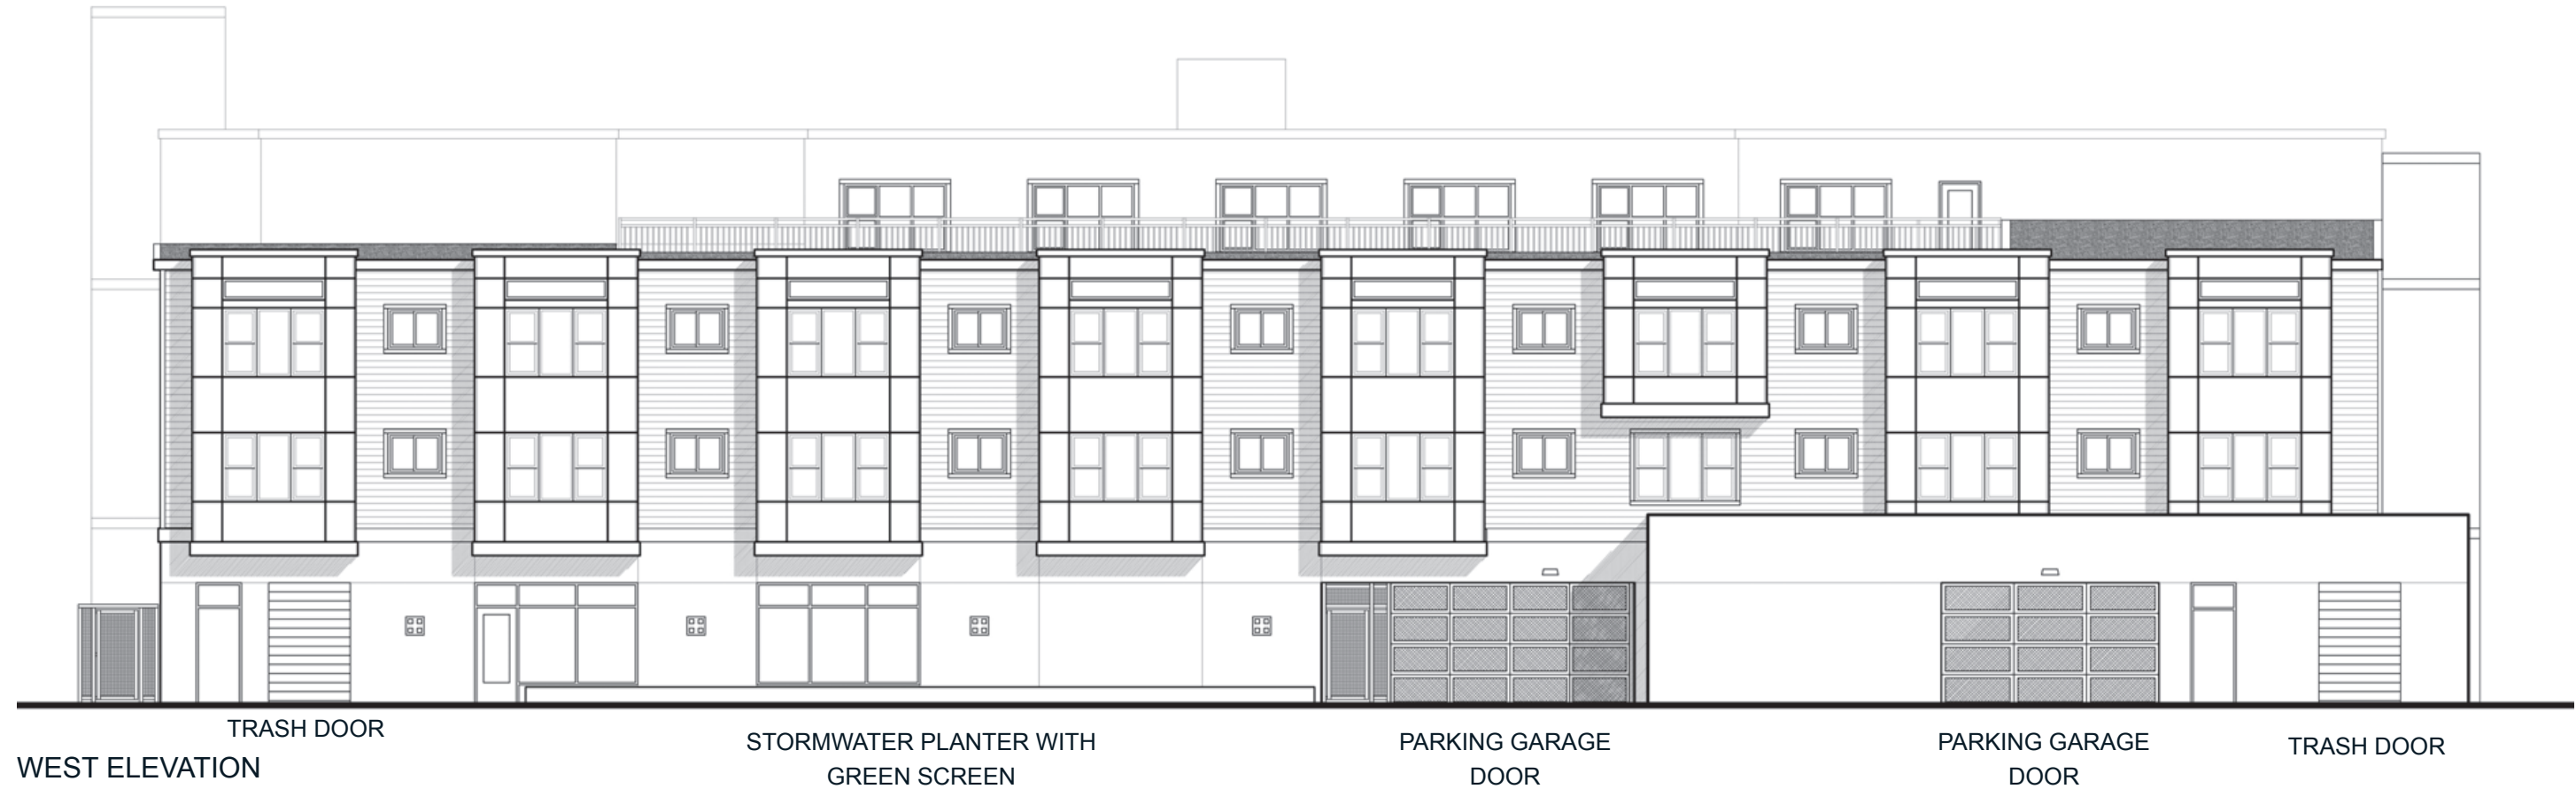 TRASH DOOR
STORMWATER PLANTER WITH
GREEN SCREEN
PARKING GARAGE
DOOR
PARKING GARAGE
DOOR
TRASH DOOR
WEST ELEVATION